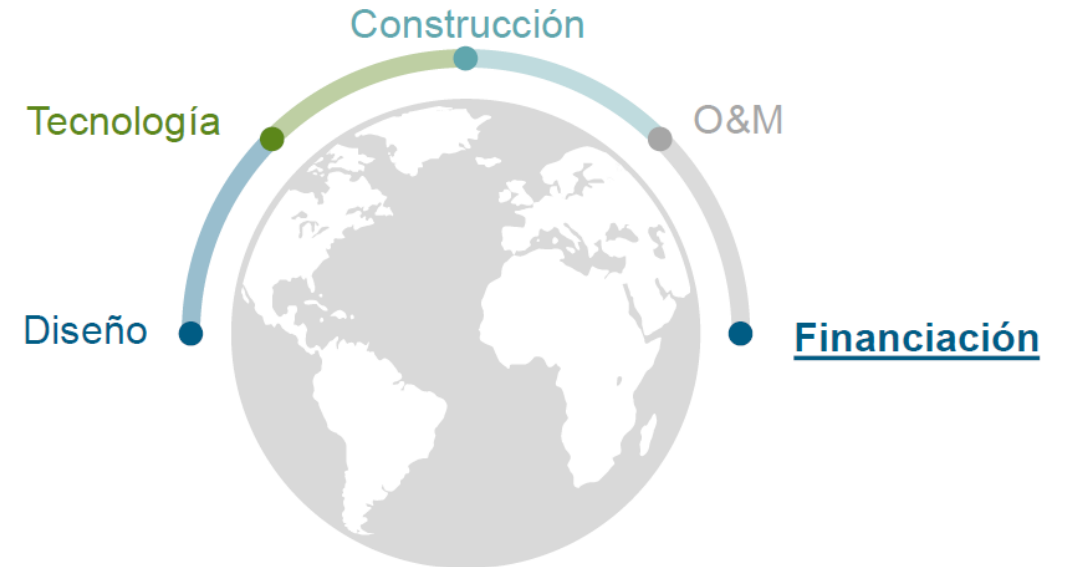 Construcción
Tecnología
O&M
Diseño
Financiación